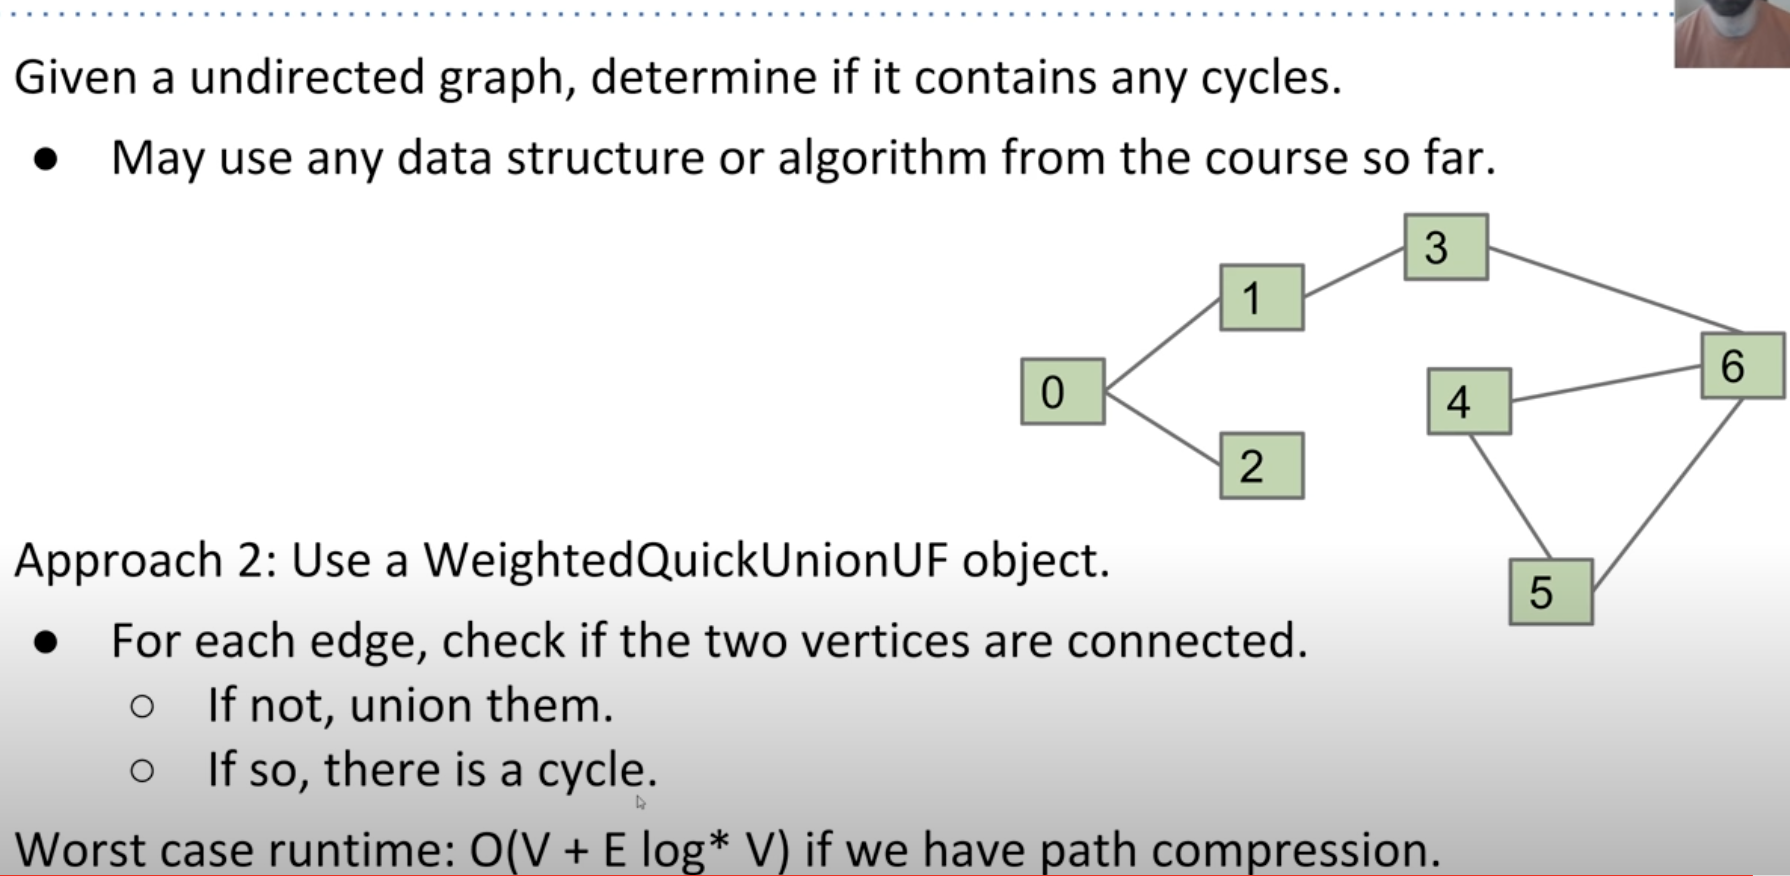 Given a undirected graph, determine if it contains any cycles.
● May use any data structure or algorithm from the course so far.
3
1
6
0
4
2
5
Approach 2: Use a WeightedQuickUnionUF object.
● For each edge, check if the two vertices are connected.
○ If not, union them.
○ If so, there is a cycle.
Worst case runtime: O(V + E log* V) if we have path compression.